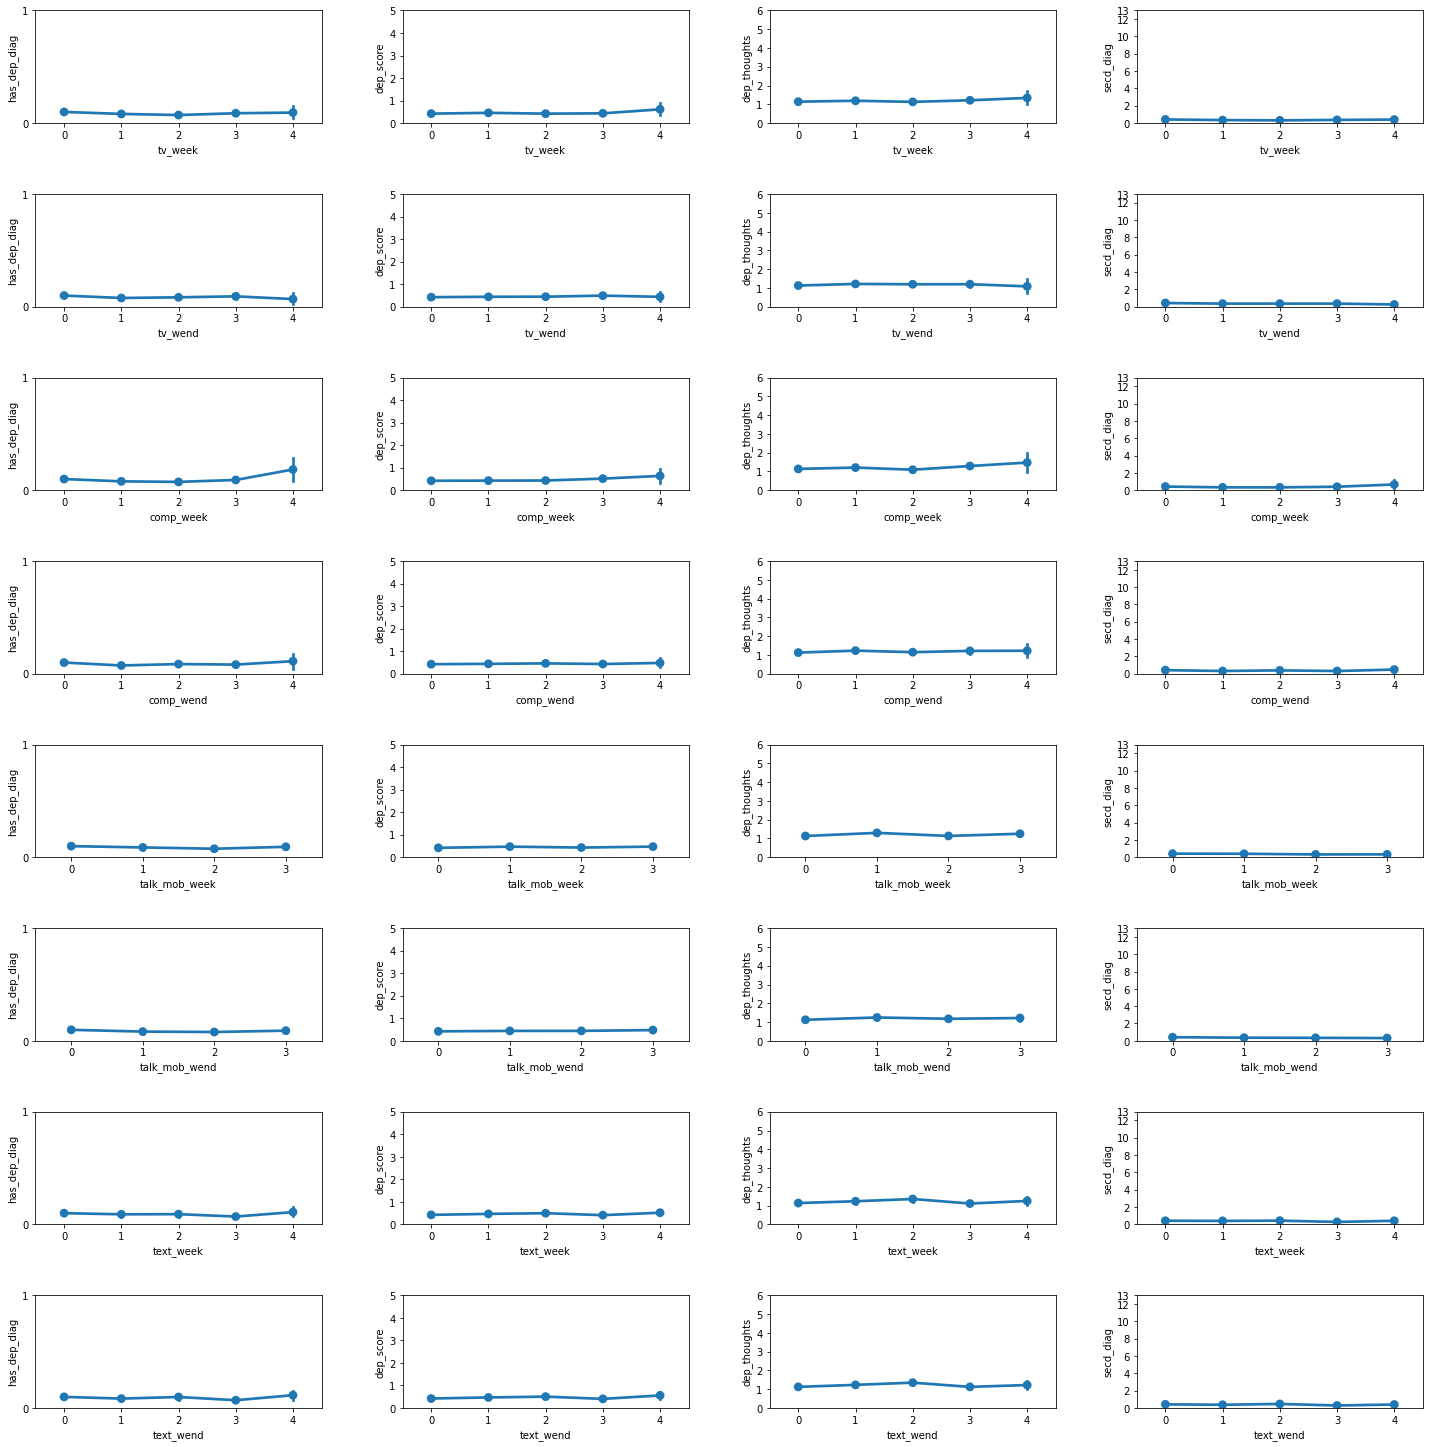 has_dep_diag
1 0
0 1 2 3 4
tv_week
dep_score
5 4 3 2 1 0
0 1 2 3 4
tv_week
dep_thoughts
6 5 4 3 2 1 0
0 1 2 3 4
tv_week
secd_diag
13 12 10 8 6 4 2 0
0 1 2 3 4
tv_week
has_dep_diag
1 0
0 1 2 3 4
tv_wend
dep_score
5 4 3 2 1 0
0 1 2 3 4
tv_wend
dep_thoughts
6 5 4 3 2 1 0
0 1 2 3 4
tv_wend
secd_diag
13 12 10 8 6 4 2 0
0 1 2 3 4
tv_wend
has_dep_diag
1 0
0 1 2 3 4
comp_week
dep_score
5 4 3 2 1 0
0 1 2 3 4
comp_week
dep_thoughts
6 5 4 3 2 1 0
0 1 2 3 4
comp_week
secd_diag
13 12 10 8 6 4 2 0
0 1 2 3 4
comp_week
has_dep_diag
1 0
0 1 2 3 4
comp_wend
dep_score
5 4 3 2 1 0
0 1 2 3 4
comp_wend
dep_thoughts
6 5 4 3 2 1 0
0 1 2 3 4
comp_wend
secd_diag
13 12 10 8 6 4 2 0
0 1 2 3 4
comp_wend
has_dep_diag
1 0
0 1 2 3
talk_mob_week
dep_score
5 4 3 2 1 0
0 1 2 3
talk_mob_week
dep_thoughts
6 5 4 3 2 1 0
0 1 2 3
talk_mob_week
secd_diag
13 12 10 8 6 4 2 0
0 1 2 3
talk_mob_week
has_dep_diag
1 0
0 1 2 3
talk_mob_wend
dep_score
5 4 3 2 1 0
0 1 2 3
talk_mob_wend
dep_thoughts
6 5 4 3 2 1 0
0 1 2 3
talk_mob_wend
secd_diag
13 12 10 8 6 4 2 0
0 1 2 3
talk_mob_wend
has_dep_diag
1 0
0 1 2 3 4
text_week
dep_score
5 4 3 2 1 0
0 1 2 3 4
text_week
dep_thoughts
6 5 4 3 2 1 0
0 1 2 3 4
text_week
secd_diag
13 12 10 8 6 4 2 0
0 1 2 3 4
text_week
has_dep_diag
1 0
0 1 2 3 4
text_wend
dep_score
5 4 3 2 1 0
0 1 2 3 4
text_wend
dep_thoughts
6 5 4 3 2 1 0
0 1 2 3 4
text_wend
secd_diag
13 12 10 8 6 4 2 0
0 1 2 3 4
text_wend